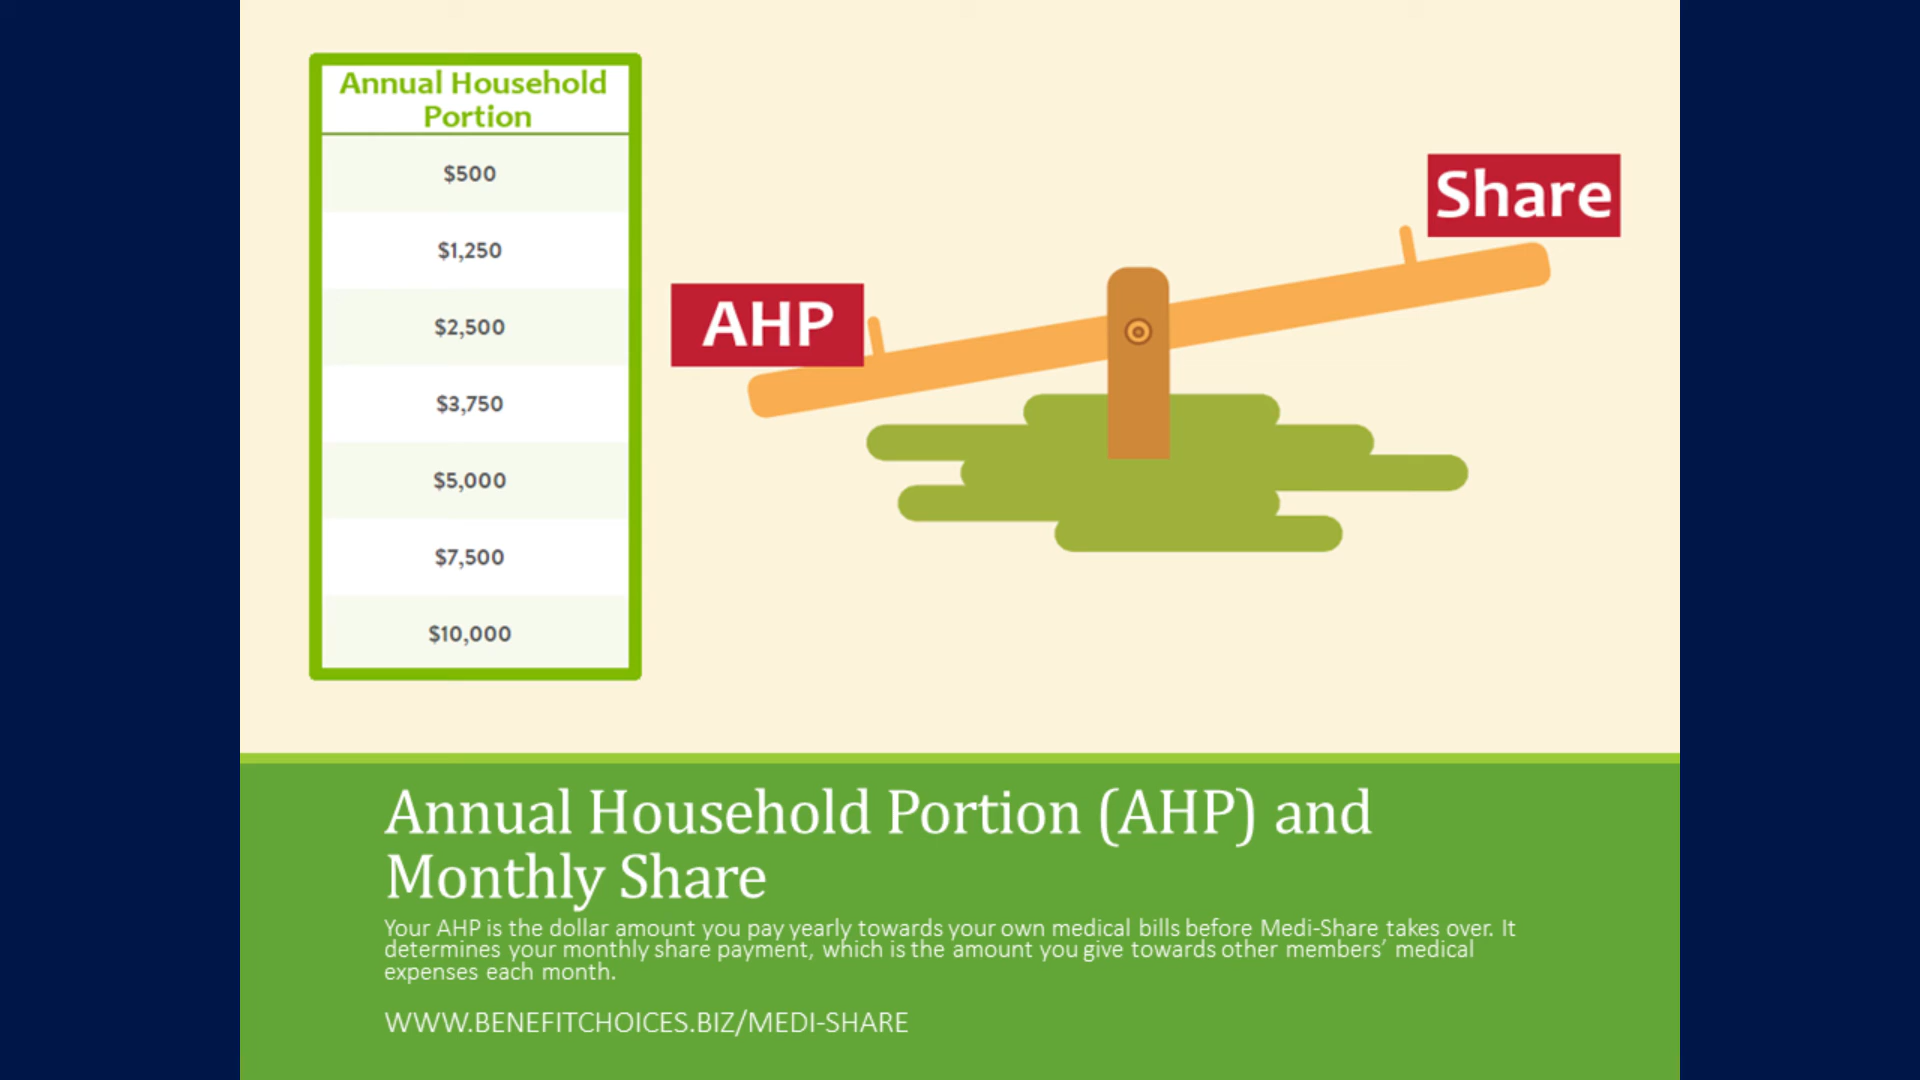 Annual Household
Portion
$500
$1,250
$2,500
$3,750
$5,000
$7,500
$10,000
AHP
Share
Annual Household Portion (AHP) and
Monthly Share
Your AHP is the dollar amount you pay yearly towards your own medical bills before Medi-Share takes over. It
determines your monthly share payment, which is the amount you give towards other members’ medical
expenses each month.
WWW.BENEFITCHOICES.BIZ/MEDI-SHARE